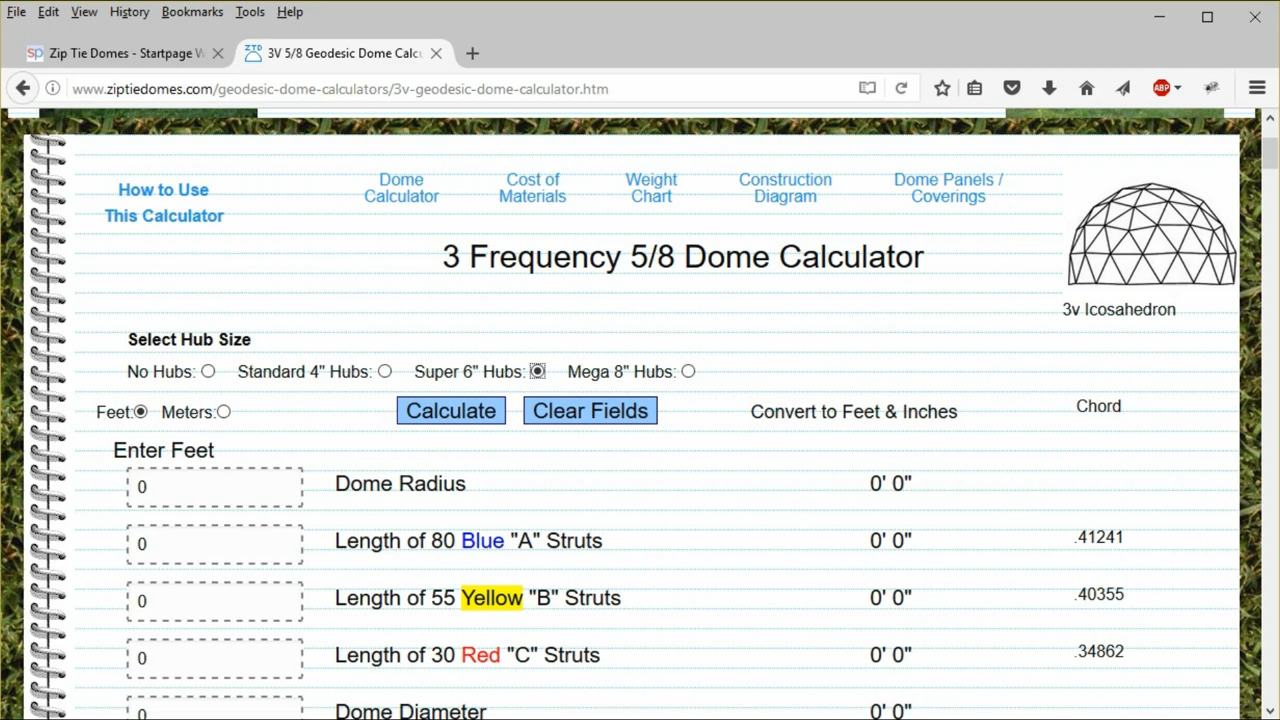 File Edit View History Bookmarks Tools Help
sp Zip Tie Domes - Startpage W
ZTD 3V 5/8 Geodesic Dome Calc
www.ziptiedomes.com/geodesic-dome-calculators/3v-geodesic-dome-calculator.htm
ABP
How to Use
This Calculator
Dome
Calculator
Cost of
Materials
Weight
Chart
Construction
Diagram
Dome Panels /
Coverings
3 Frequency 5/8 Dome Calculator
3v Icosahedron
Select Hub Size
No Hubs: Standard 4" Hubs: Super 6" Hubs: Mega 8" Hubs:
Feet: Meters: Calculate Clear Fields Convert to Feet & Inches Chord
Enter Feet
0 Dome Radius 0' 0"
0 Length of 80 Blue "A" Struts 0' 0" .41241
0 Length of 55 Yellow "B" Struts 0' 0" .40355
0 Length of 30 Red "C" Struts 0' 0" .34862
0 Dome Diameter 0' 0"